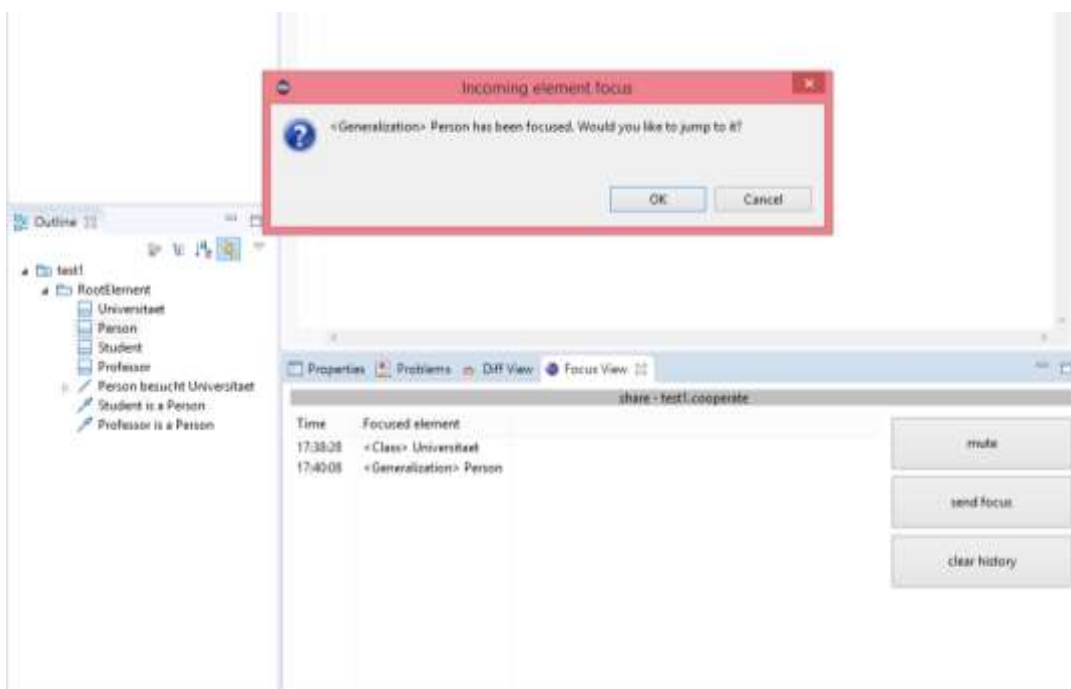 Incoming element focus
<Generalization> Person has been focused. Would you like to jump to it?
OK
Cancel
Outline
test1
RootElement
Universitaet
Person
Student
Professor
Person besucht Universitaet
Student is a Person
Professor is a Person
Properties Problems Diff View Focus View
share - test1.cooperate
Time Focused element
17:38:28 <Class> Universitaet
17:40:08 <Generalization> Person
mute
send focus
clear history